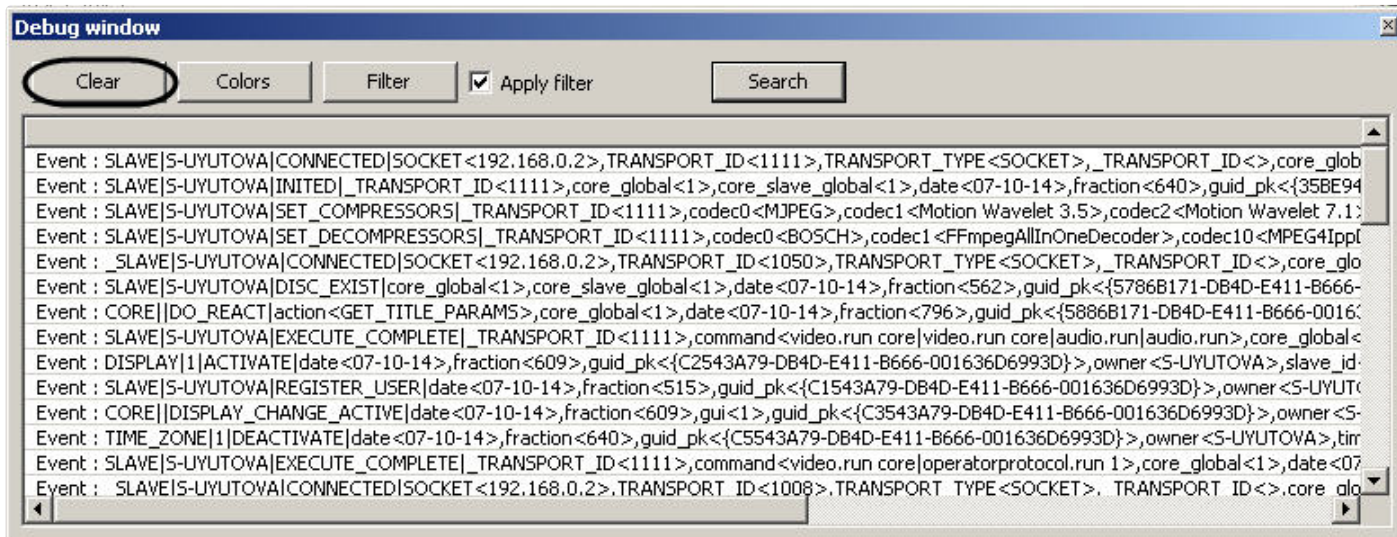 Debug window
Clear Colors Filter Apply filter Search
Event : SLAVE|S-UYUTOVA|CONNECTED|SOCKET<192.168.0.2>,TRANSPORT_ID<1111>,TRANSPORT_TYPE<SOCKET>,_TRANSPORT_ID<>,core_glob
Event : SLAVE|S-UYUTOVA|INITED|_TRANSPORT_ID<1111>,core_global<1>,core_slave_global<1>,date<07-10-14>,fraction<640>,guid_pk<{35BE94
Event : SLAVE|S-UYUTOVA|SET_COMPRESSORS|_TRANSPORT_ID<1111>,codec0<MJPEG>,codec1<Motion Wavelet 3.5>,codec2<Motion Wavelet 7.1>
Event : SLAVE|S-UYUTOVA|SET_DECOMPRESSORS|_TRANSPORT_ID<1111>,codec0<BOSCH>,codec1<FFmpegAllInOneDecoder>,codec10<MPEG4Ipp
Event : _SLAVE|S-UYUTOVA|CONNECTED|SOCKET<192.168.0.2>,TRANSPORT_ID<1050>,TRANSPORT_TYPE<SOCKET>,_TRANSPORT_ID<>,core_glo
Event : SLAVE|S-UYUTOVA|DISC_EXIST|core_global<1>,core_slave_global<1>,date<07-10-14>,fraction<562>,guid_pk<{5786B171-DB4D-E411-B666-
Event : CORE||DO_REACT|action<GET_TITLE_PARAMS>,core_global<1>,date<07-10-14>,fraction<796>,guid_pk<{5886B171-DB4D-E411-B666-0016
Event : SLAVE|S-UYUTOVA|EXECUTE_COMPLETE|_TRANSPORT_ID<1111>,command<video.run core|video.run core|audio.run|audio.run>,core_global<
Event : DISPLAY|1|ACTIVATE|date<07-10-14>,fraction<609>,guid_pk<{C2543A79-DB4D-E411-B666-001636D6993D}>,owner<S-UYUTOVA>,slave_id
Event : SLAVE|S-UYUTOVA|REGISTER_USER|date<07-10-14>,fraction<515>,guid_pk<{C1543A79-DB4D-E411-B666-001636D6993D}>,owner<S-UYUT
Event : CORE||DISPLAY_CHANGE_ACTIVE|date<07-10-14>,fraction<609>,gui<1>,guid_pk<{C3543A79-DB4D-E411-B666-001636D6993D}>,owner<S-
Event : TIME_ZONE|1|DEACTIVATE|date<07-10-14>,fraction<640>,guid_pk<{C5543A79-DB4D-E411-B666-001636D6993D}>,owner<S-UYUTOVA>,tim
Event : SLAVE|S-UYUTOVA|EXECUTE_COMPLETE|_TRANSPORT_ID<1111>,command<video.run core|operatorprotocol.run 1>,core_global<1>,date<07
Event : _SLAVE|S-UYUTOVA|CONNECTED|SOCKET<192.168.0.2>,TRANSPORT_ID<1008>,TRANSPORT_TYPE<SOCKET>,_TRANSPORT_ID<>,core_glo